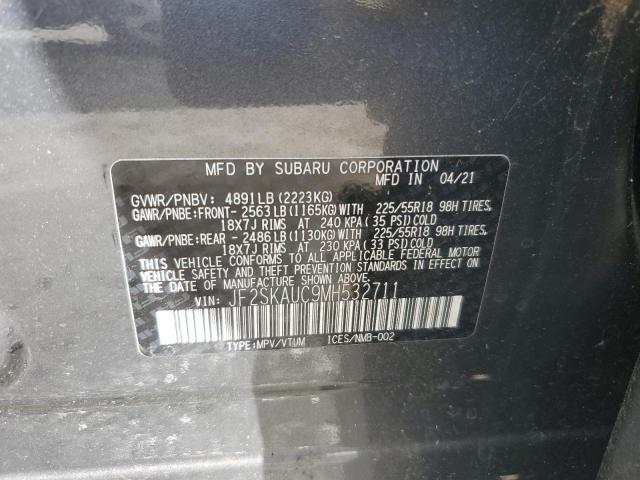 MFD BY SUBARU CORPORATION
MFD IN 04/21
GVWR/PNBV: 4891LB(2223KG)
GAWR/PNBE:FRONT-2563LB(1165KG)WITH 225/55R18 98H TIRES,
18X7J RIMS AT 240 KPA(35 PSI)COLD
GAWR/PNBE:REAR-2486LB(1130KG)WITH 225/55R18 98H TIRES,
18X7J RIMS AT 230 KPA(33 PSI)COLD
THIS VEHICLE CONFORMS TO ALL APPLICABLE FEDERAL MOTOR
VEHICLE SAFETY AND THEFT PREVENTION STANDARDS IN EFFECT ON
THE DATE OF MANUFACTURE SHOWN ABOVE.
VIN: JF2SKAUC9MH532711
TYPE:MPV/VTUM ICES/NMB-002